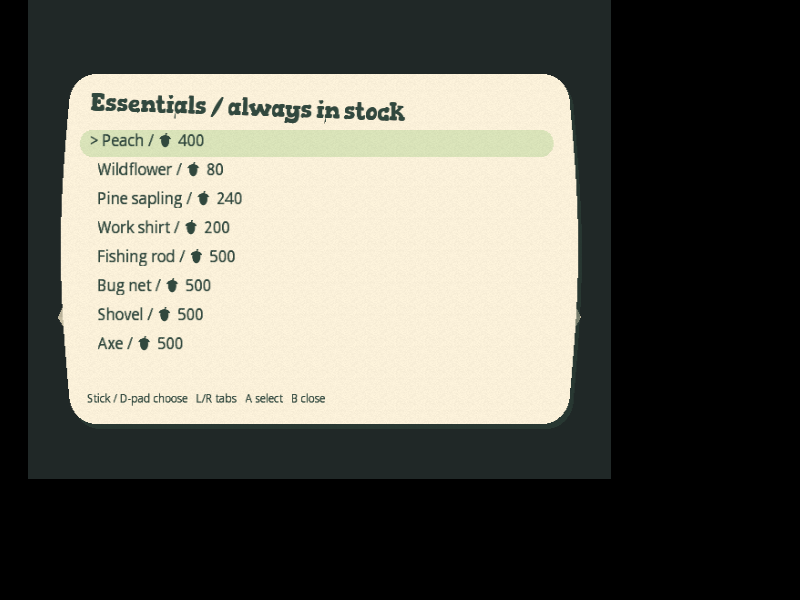 Essentials / always in stock
> Peach / 400
Wildflower / 80
Pine sapling / 240
Work shirt / 200
Fishing rod / 500
Bug net / 500
Shovel / 500
Axe / 500
Stick / D-pad choose L/R tabs A select B close